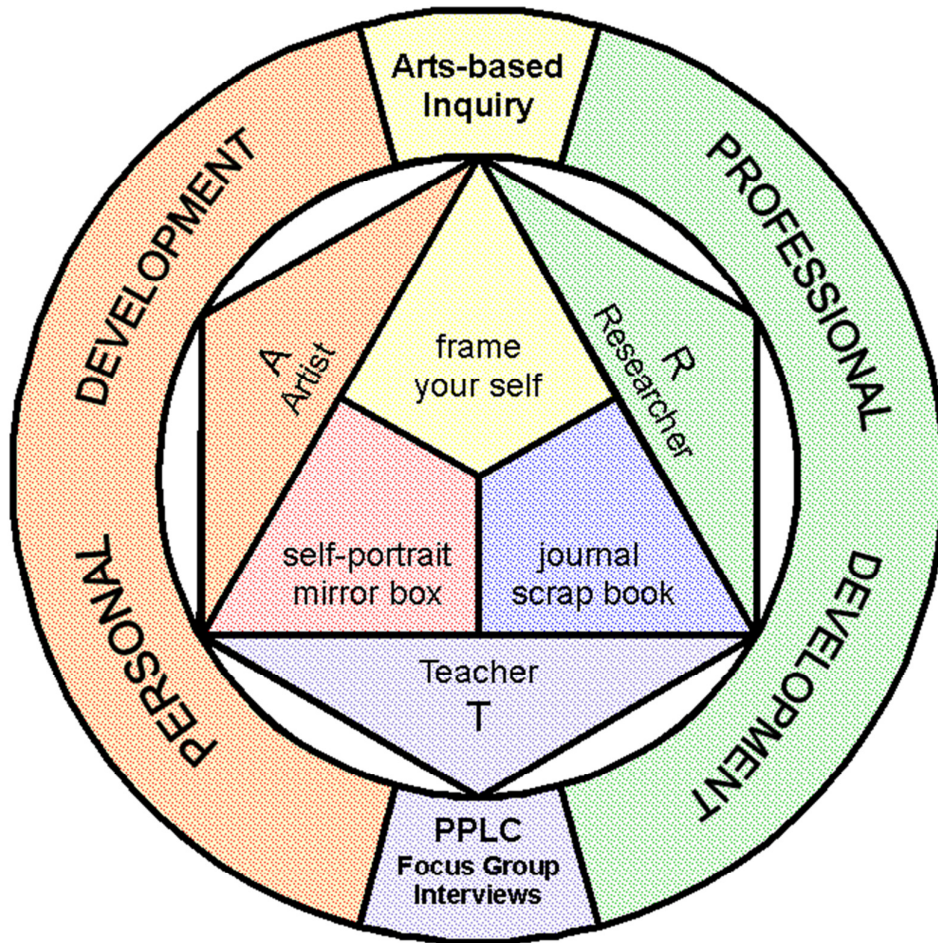 Arts-based
Inquiry
PERSONAL DEVELOPMENT
PROFESSIONAL DEVELOPMENT
A
Artist
R
Researcher
frame
your self
self-portrait
mirror box
journal
scrap book
Teacher
T
PPLC
Focus Group
Interviews